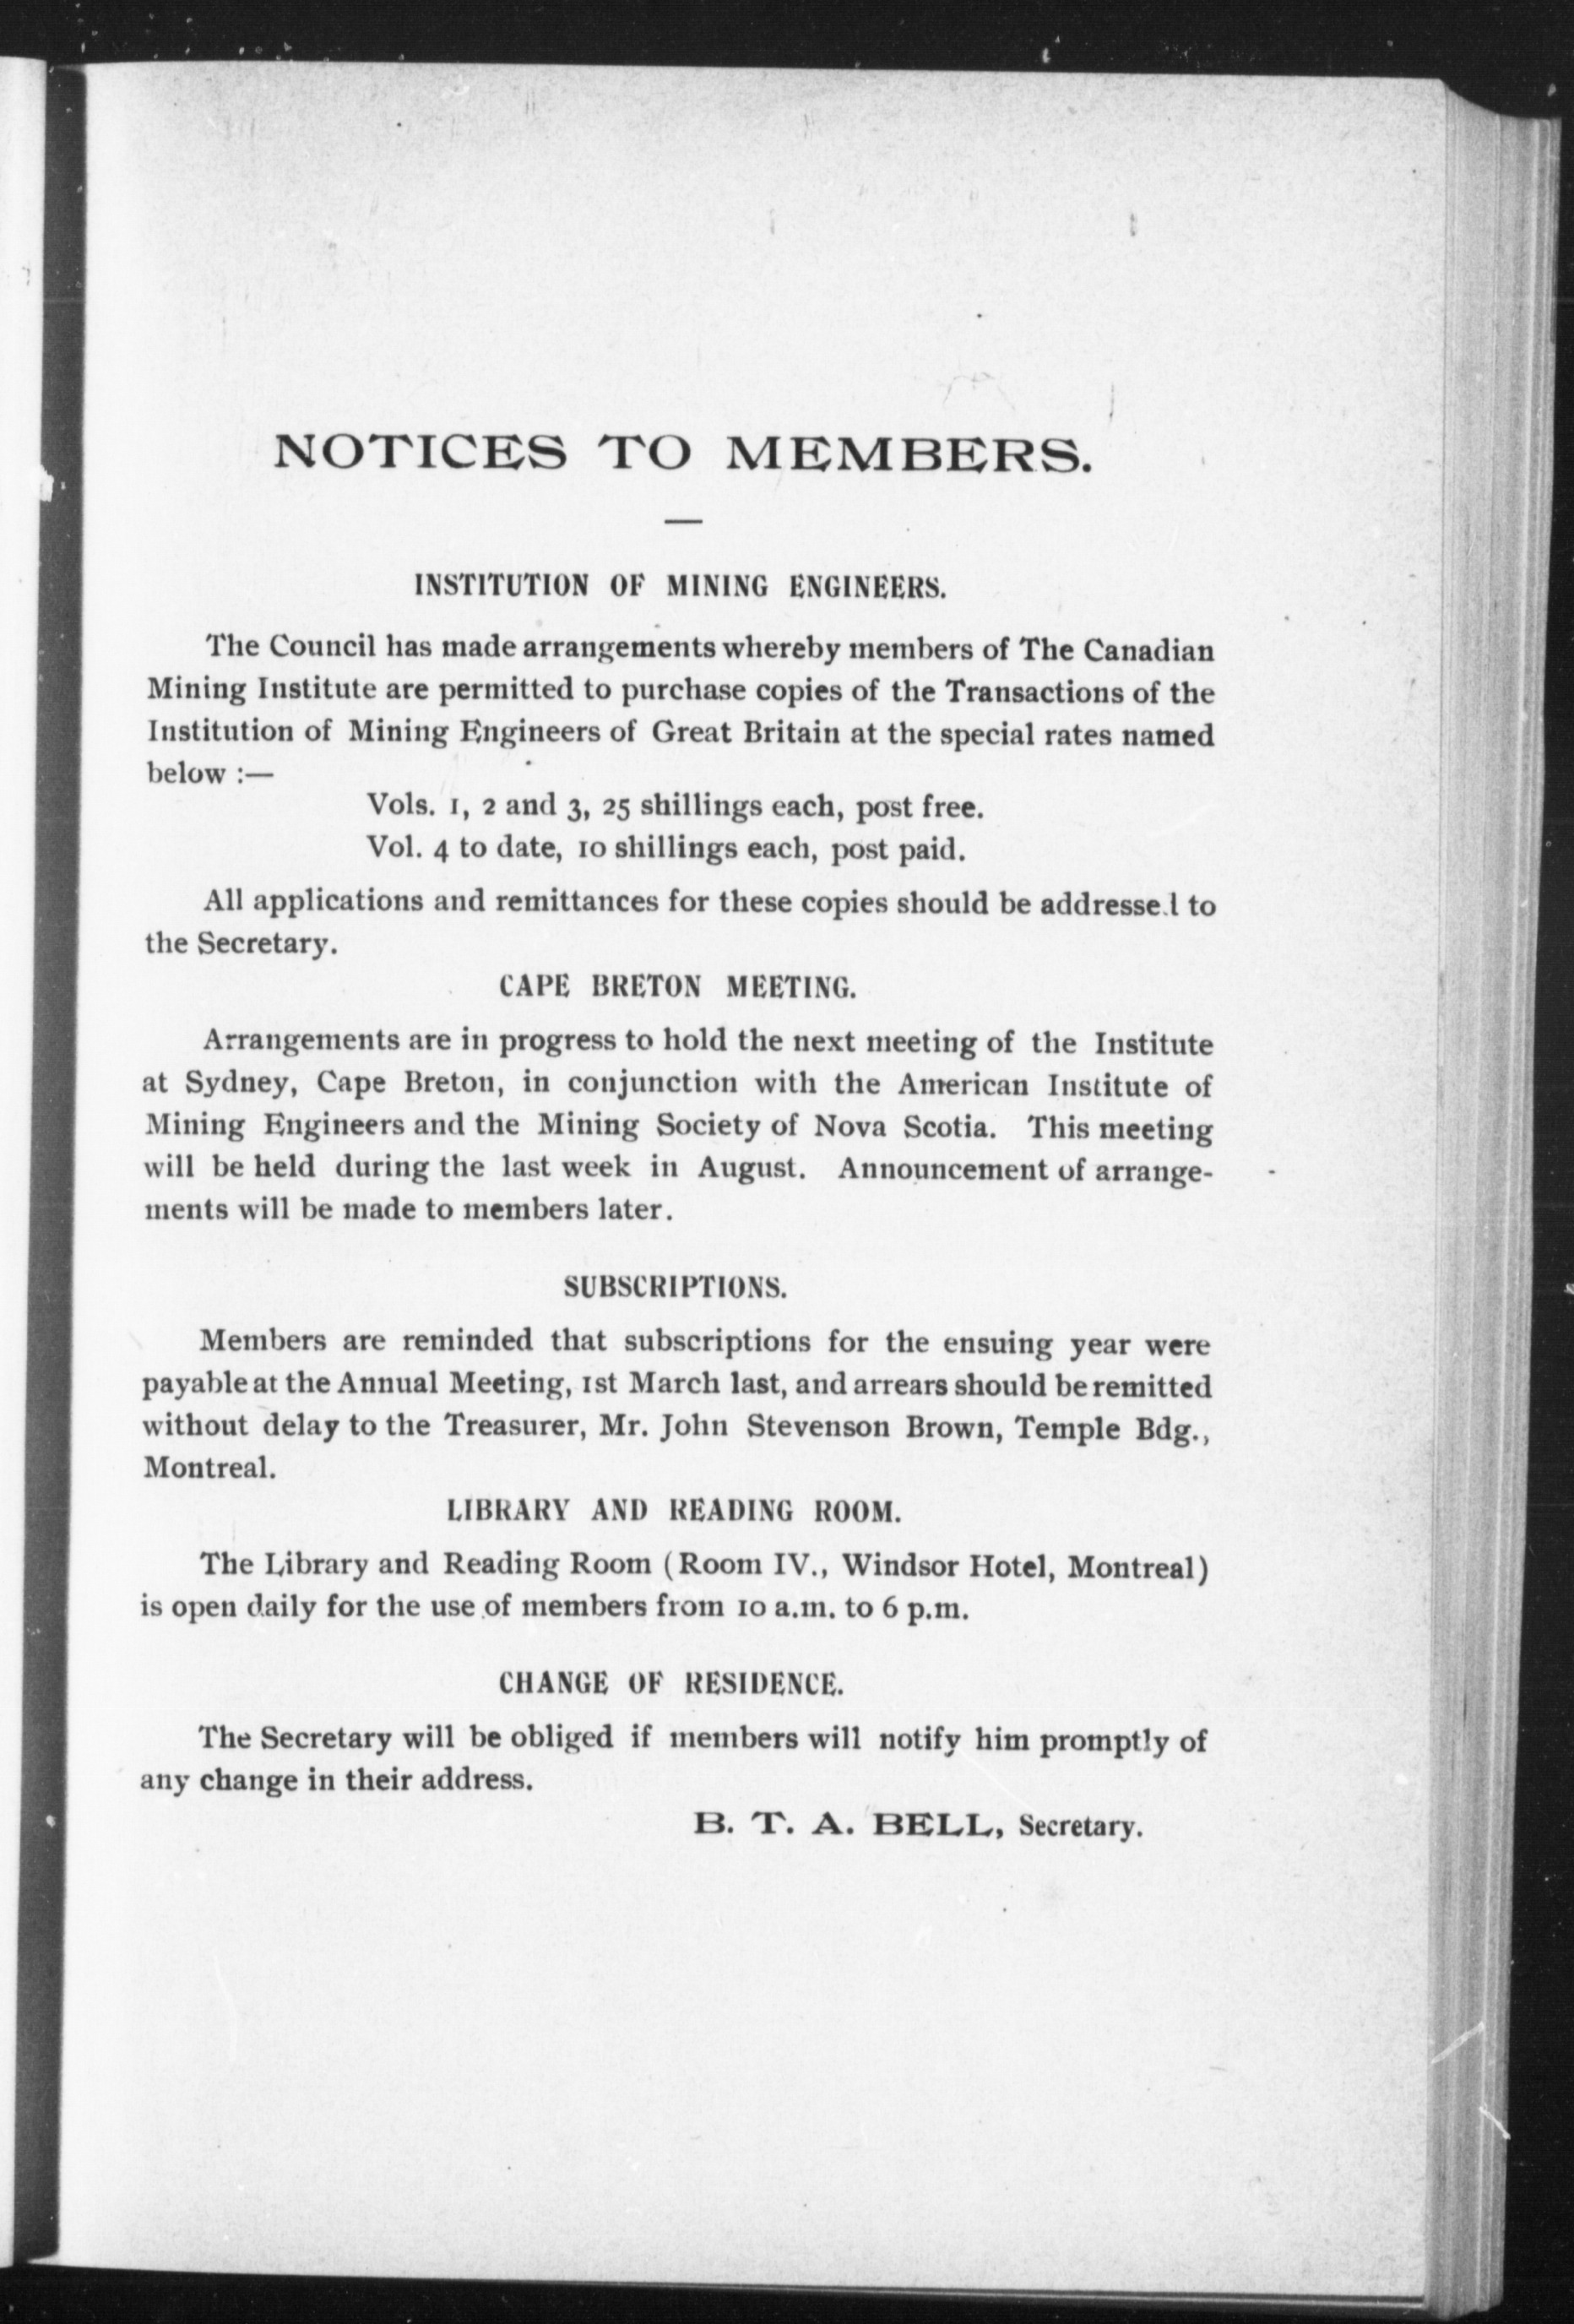 NOTICES TO MEMBERS.
INSTITUTION OF MINING ENGINEERS.
The Council has made arrangements whereby members of The Canadian
Mining Institute are permitted to purchase copies of the Transactions of the
Institution of Mining Engineers of Great Britain at the special rates named
below :—
Vols. 1, 2 and 3, 25 shillings each, post free.
Vol. 4 to date, 10 shillings each, post paid.
All applications and remittances for these copies should be addressed to
the Secretary.
CAPE BRETON MEETING.
Arrangements are in progress to hold the next meeting of the Institute
at Sydney, Cape Breton, in conjunction with the American Institute of
Mining Engineers and the Mining Society of Nova Scotia. This meeting
will be held during the last week in August. Announcement of arrange-
ments will be made to members later.
SUBSCRIPTIONS.
Members are reminded that subscriptions for the ensuing year were
payable at the Annual Meeting, 1st March last, and arrears should be remitted
without delay to the Treasurer, Mr. John Stevenson Brown, Temple Bdg.,
Montreal.
LIBRARY AND READING ROOM.
The Library and Reading Room (Room IV., Windsor Hotel, Montreal)
is open daily for the use of members from 10 a.m. to 6 p.m.
CHANGE OF RESIDENCE.
The Secretary will be obliged if members will notify him promptly of
any change in their address.
B. T. A. BELL, Secretary.